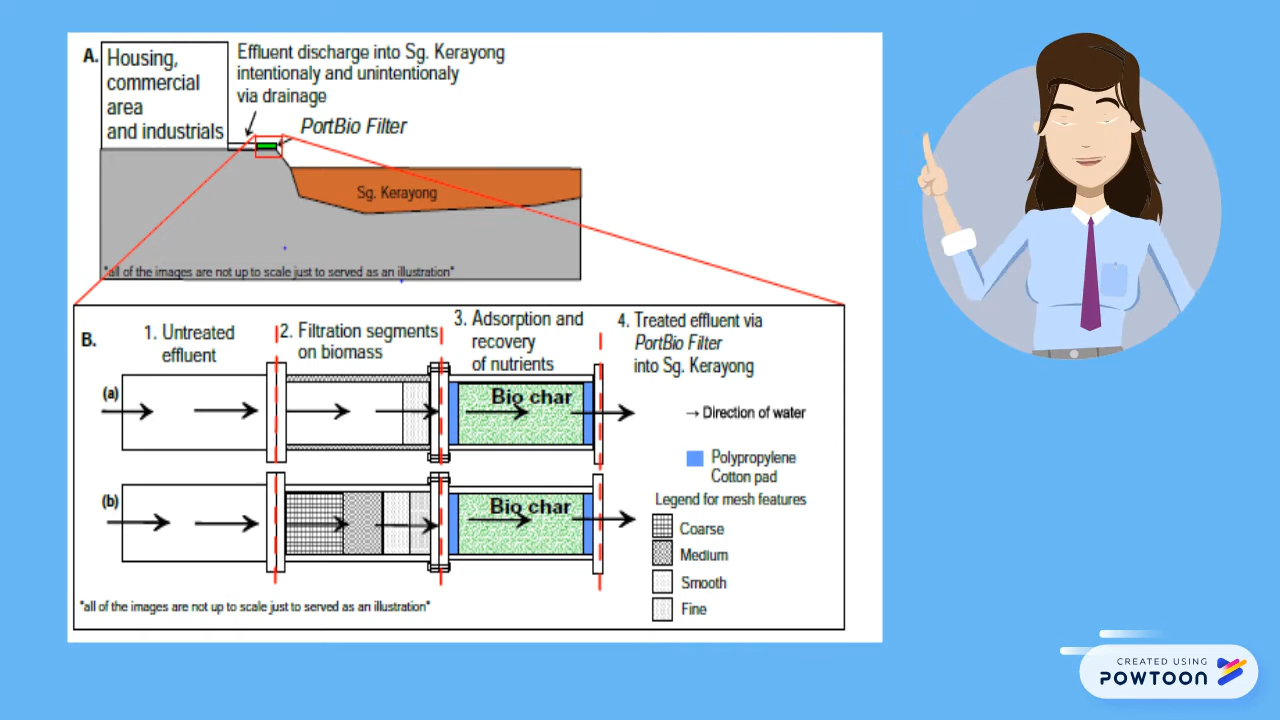 A.
Housing,
commercial
area
and industrials
Effluent discharge into Sg. Kerayong
intentionaly and unintentionaly
via drainage
PortBio Filter
Sg. Kerayong
*all of the images are not up to scale just to served as an illustration*
B.
1. Untreated
effluent
2. Filtration segments
on biomass
3. Adsorption and
recovery
of nutrients
4. Treated effluent via
PortBio Filter
into Sg. Kerayong
(a)
Bio char
→ Direction of water
Polypropylene
Cotton pad
(b)
Bio char
Legend for mesh features
Coarse
Medium
Smooth
Fine
*all of the images are not up to scale just to served as an illustration*
CREATED USING
POWTOON